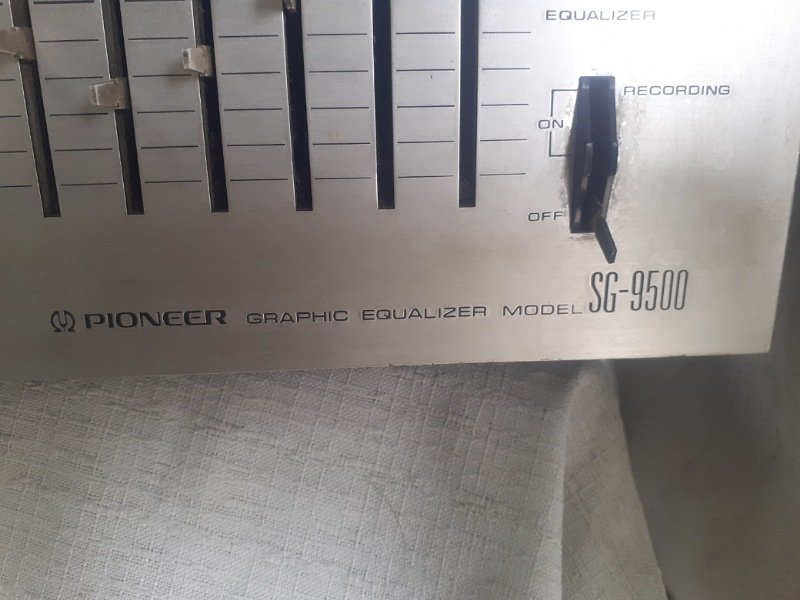 EQUALIZER
RECORDING
ON
OFF
PIONEER GRAPHIC EQUALIZER MODEL SG-9500